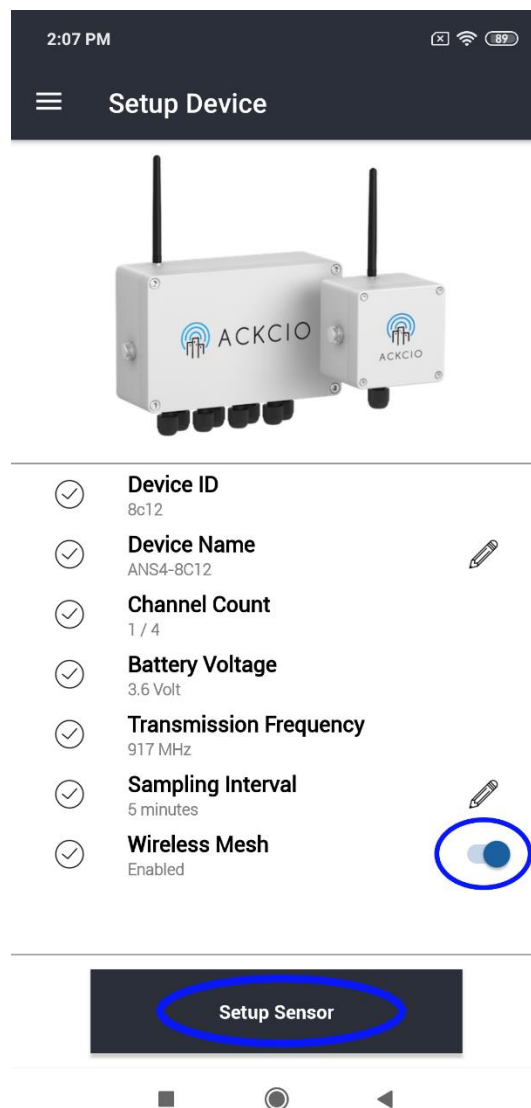 2:07 PM
89
Setup Device
ACKCIO
ACKCIO
Device ID
8c12
Device Name
ANS4-8C12
Channel Count
1 / 4
Battery Voltage
3.6 Volt
Transmission Frequency
917 MHz
Sampling Interval
5 minutes
Wireless Mesh
Enabled
Setup Sensor